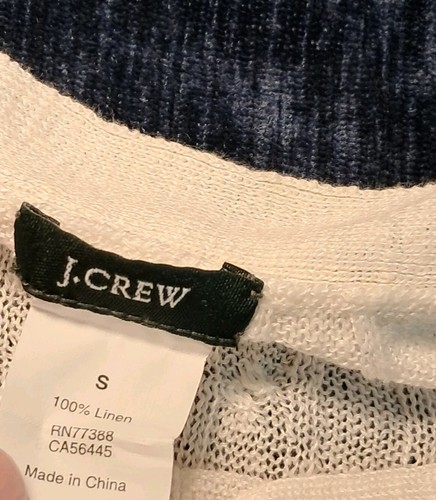 J.CREW
S
100% Linen
RN77388
CA56445
Made in China